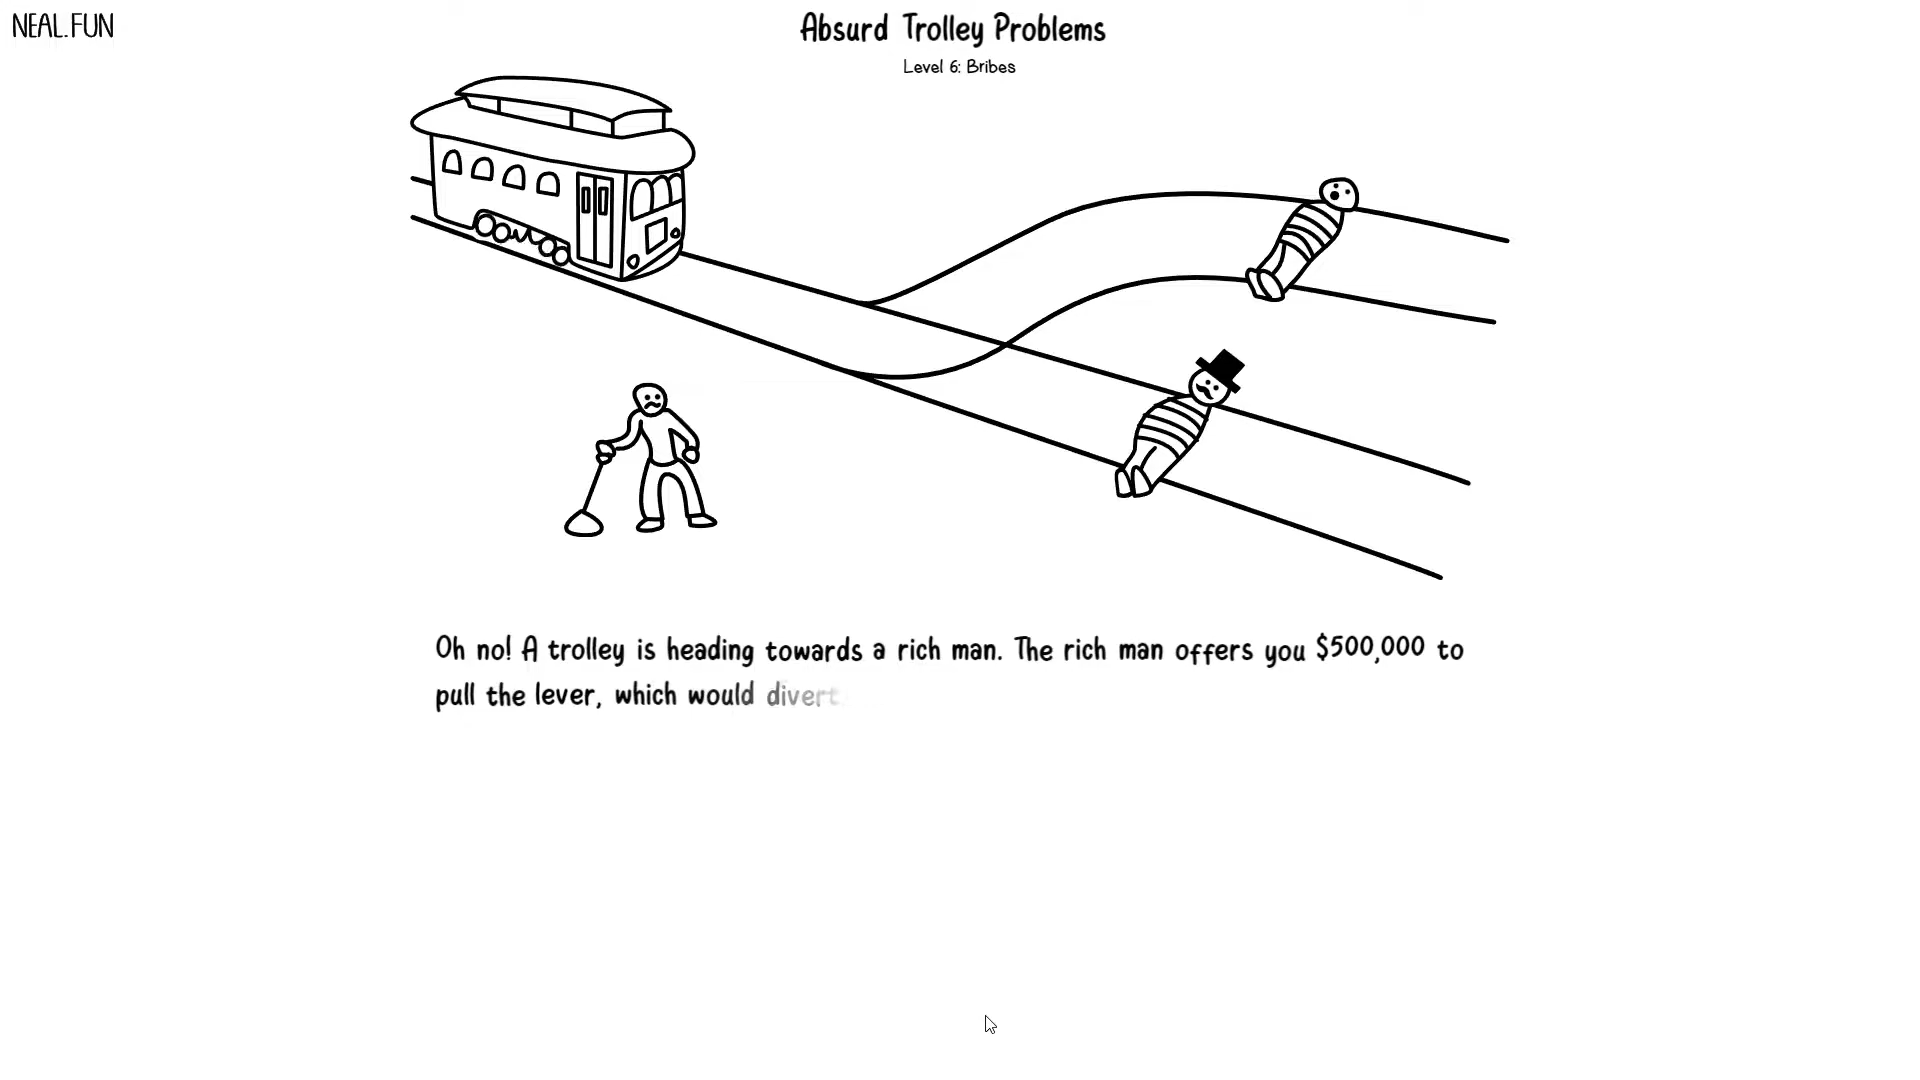 NEAL.FUN
Absurd Trolley Problems
Level 6: Bribes
Oh no! A trolley is heading towards a rich man. The rich man offers you $500,000 to
pull the lever, which would divert